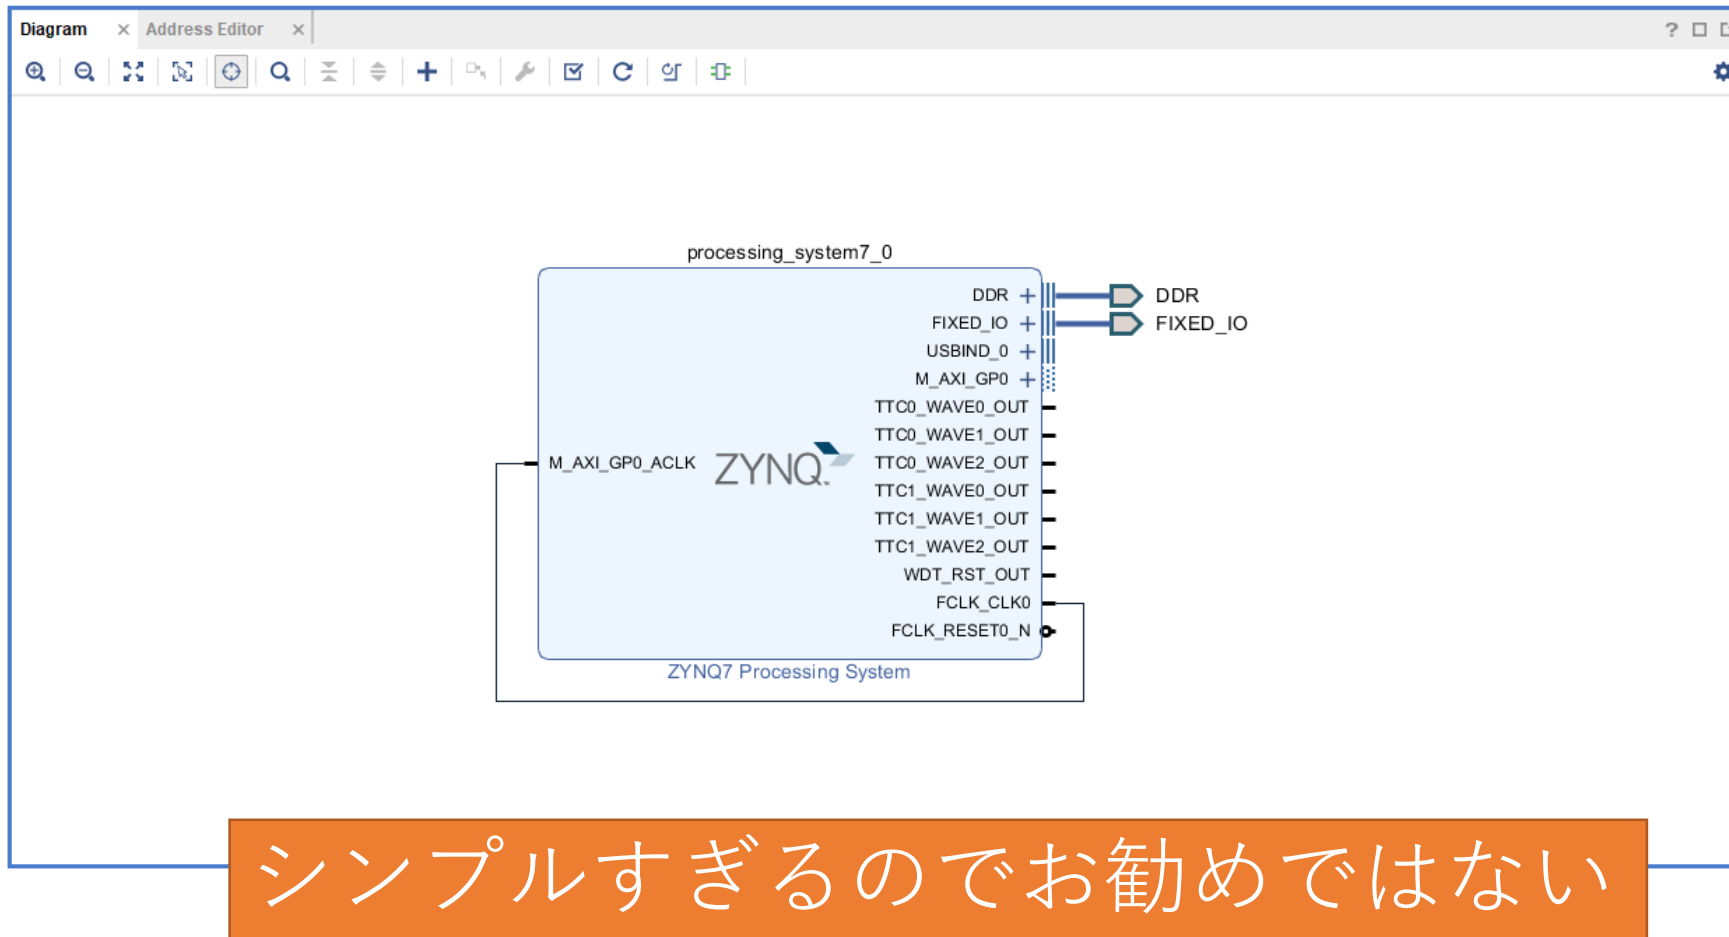 Diagram
Address Editor
processing_system7_0
DDR
FIXED_IO
USBIND_0
M_AXI_GP0
TTC0_WAVE0_OUT
TTC0_WAVE1_OUT
TTC0_WAVE2_OUT
TTC1_WAVE0_OUT
TTC1_WAVE1_OUT
TTC1_WAVE2_OUT
WDT_RST_OUT
FCLK_CLK0
FCLK_RESET0_N
M_AXI_GP0_ACLK
ZYNQ
DDR
FIXED_IO
ZYNQ7 Processing System
シンプルすぎるのでお勧めではない